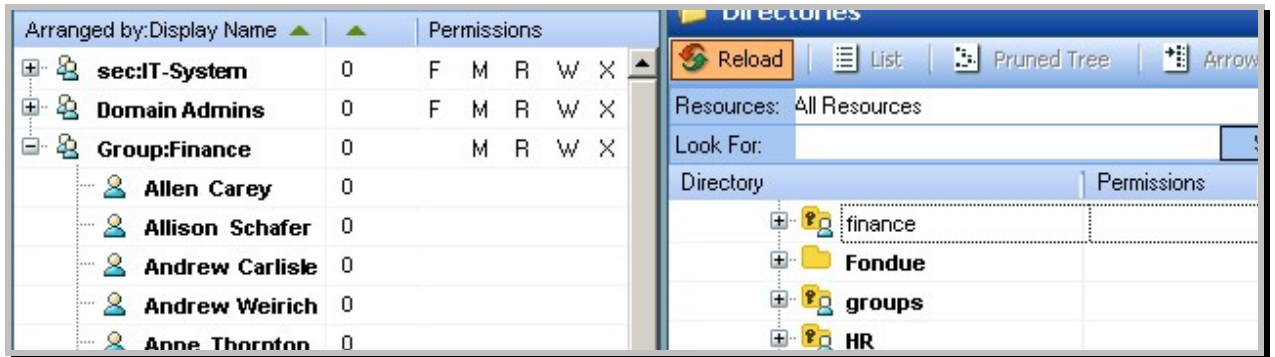 Arranged by:Display Name Permissions
sec:IT-System 0 F M R W X
Domain Admins 0 F M R W X
Group:Finance 0 M R W X
Allen Carey 0
Allison Schafer 0
Andrew Carlisle 0
Andrew Weirich 0
Anne Thornton 0
Directories
Reload List Pruned Tree Arrow
Resources: All Resources
Look For:
Directory Permissions
finance
Fondue
groups
HR